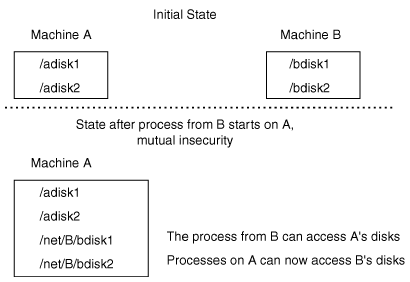 Initial State
Machine A
Machine B
/adisk1
/adisk2
/bdisk1
/bdisk2
State after process from B starts on A,
mutual insecurity
Machine A
/adisk1
/adisk2
/net/B/bdisk1
/net/B/bdisk2
The process from B can access A's disks
Processes on A can now access B's disks